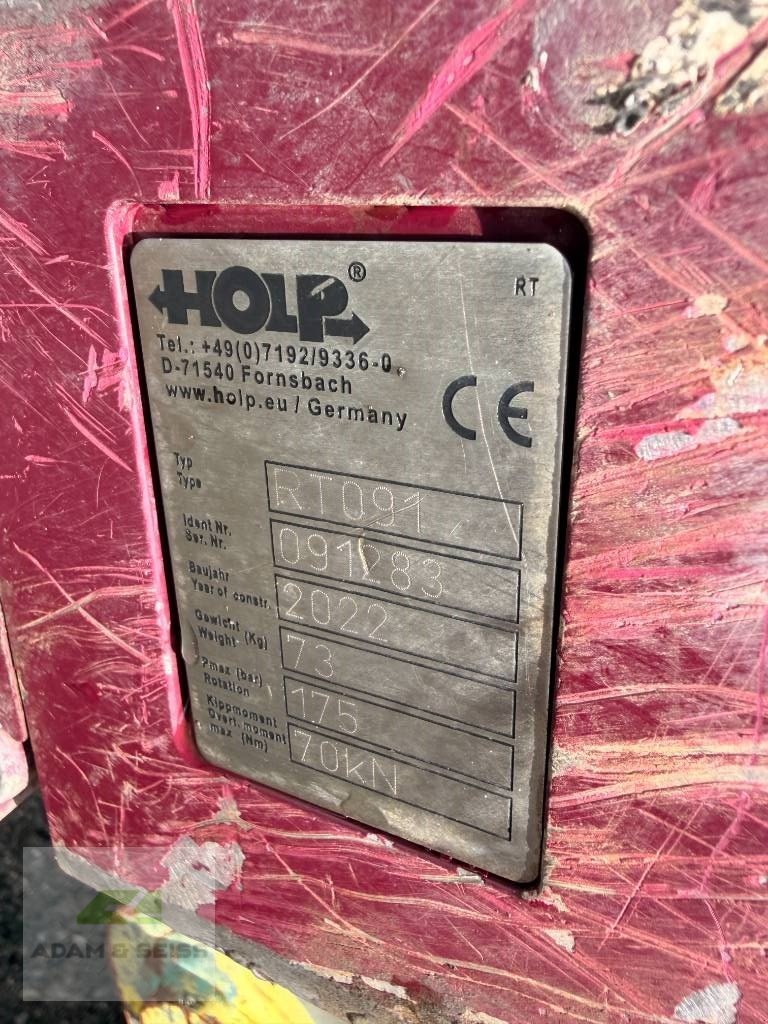 HOLP®
RT
Tel.: +49(0)7192/9336-0
D-71540 Fornsbach
www.holp.eu / Germany
CE
Typ
Type
RT091
Ident Nr.
Ser. Nr.
091283
Baujahr
Year of constr.
2022
Gewicht
Weight (Kg)
73
Pmax (bar)
Rotation
175
Kippmoment
Overt. moment
max (Nm)
70kN
ADAM & SEISS